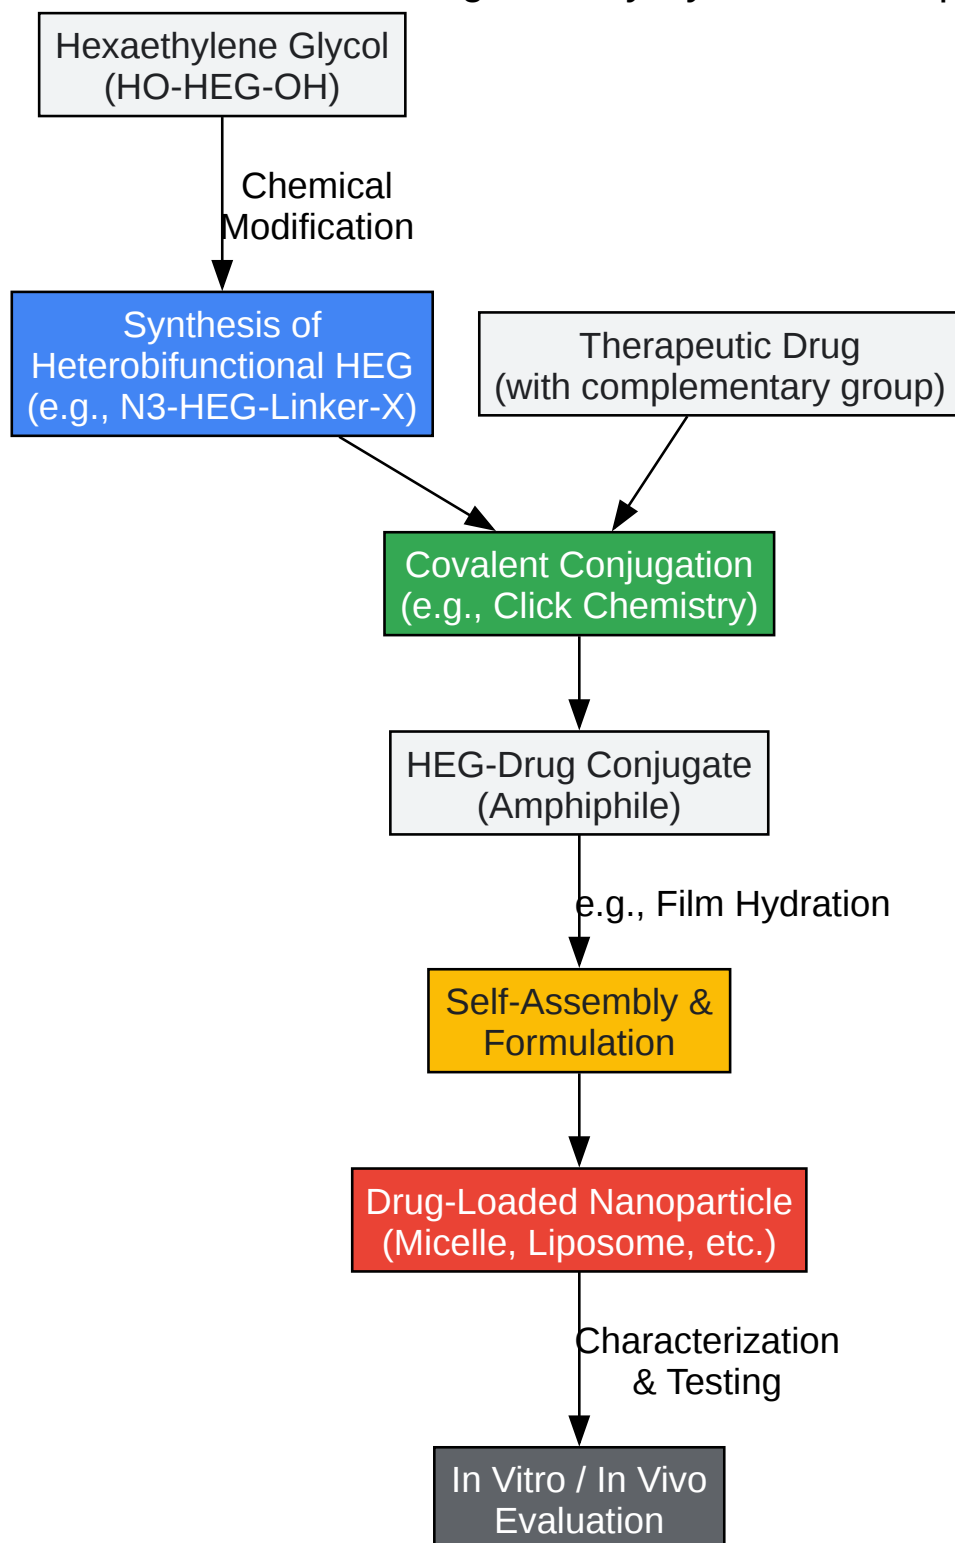 Hexaethylene Glycol
(HO-HEG-OH)
Chemical
Modification
Synthesis of
Heterobifunctional HEG
(e.g., N3-HEG-Linker-X)
Therapeutic Drug
(with complementary group)
Covalent Conjugation
(e.g., Click Chemistry)
HEG-Drug Conjugate
(Amphiphile)
e.g., Film Hydration
Self-Assembly &
Formulation
Drug-Loaded Nanoparticle
(Micelle, Liposome, etc.)
Characterization
& Testing
In Vitro / In Vivo
Evaluation